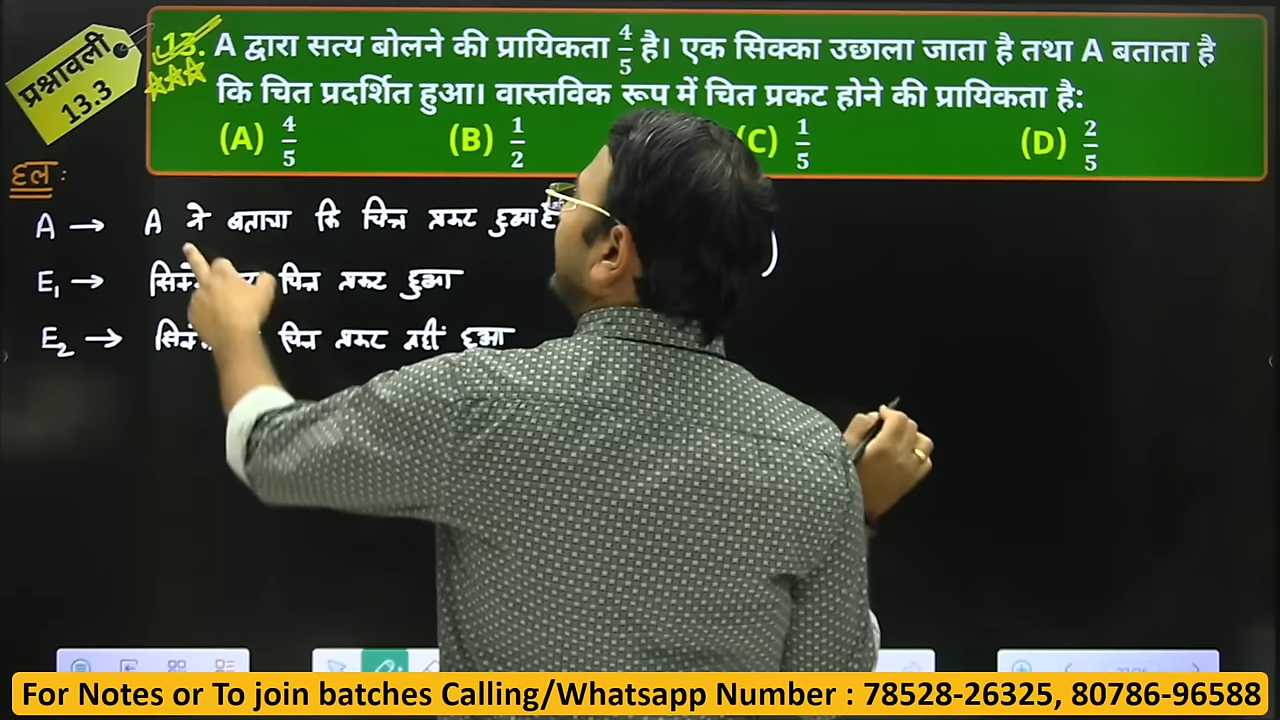 प्रश्नावली
13.3
13. A द्वारा सत्य बोलने की प्रायिकता 4/5 है। एक सिक्का उछाला जाता है तथा A बताता है
कि चित प्रदर्शित हुआ। वास्तविक रूप में चित प्रकट होने की प्रायिकता है:
(A) 4/5 (B) 1/2 (C) 1/5 (D) 2/5
हल :
A → A ने बताया कि चित प्रकट हुआ है
E₁ → चित प्रकट हुआ
E₂ → चित प्रकट नहीं हुआ
For Notes or To join batches Calling/Whatsapp Number : 78528-26325, 80786-96588